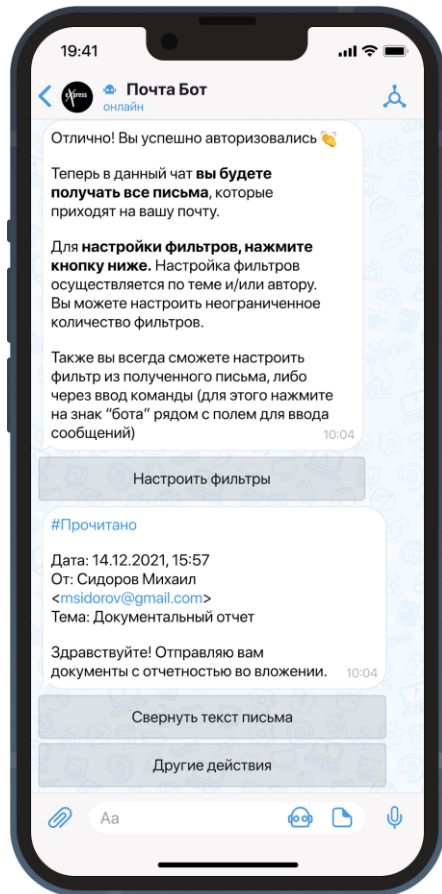 19:41
eXpress
Почта Бот
онлайн
Отлично! Вы успешно авторизовались 👏
Теперь в данный чат вы будете
получать все письма, которые
приходят на вашу почту.
Для настройки фильтров, нажмите
кнопку ниже. Настройка фильтров
осуществляется по теме и/или автору.
Вы можете настроить неограниченное
количество фильтров.
Также вы всегда сможете настроить
фильтр из полученного письма, либо
через ввод команды (для этого нажмите
на знак “бота” рядом с полем для ввода
сообщений)
10:04
Настроить фильтры
#Прочитано
Дата: 14.12.2021, 15:57
От: Сидоров Михаил
<msidorov@gmail.com>
Тема: Документальный отчет
Здравствуйте! Отправляю вам
документы с отчетностью во вложении.
10:04
Свернуть текст письма
Другие действия
Aa